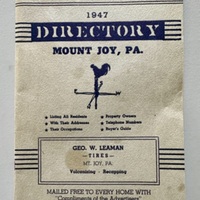 1947
DIRECTORY
MOUNT JOY, PA.
• Listing All Residents
• With Their Addresses
• Their Occupations
• Property Owners
• Telephone Numbers
• Buyer's Guide
GEO. W. LEAMAN
— TIRES —
MT. JOY, PA.
Vulcanizing - Recapping
MAILED FREE TO EVERY HOME WITH
"Compliments of the Advertisers"